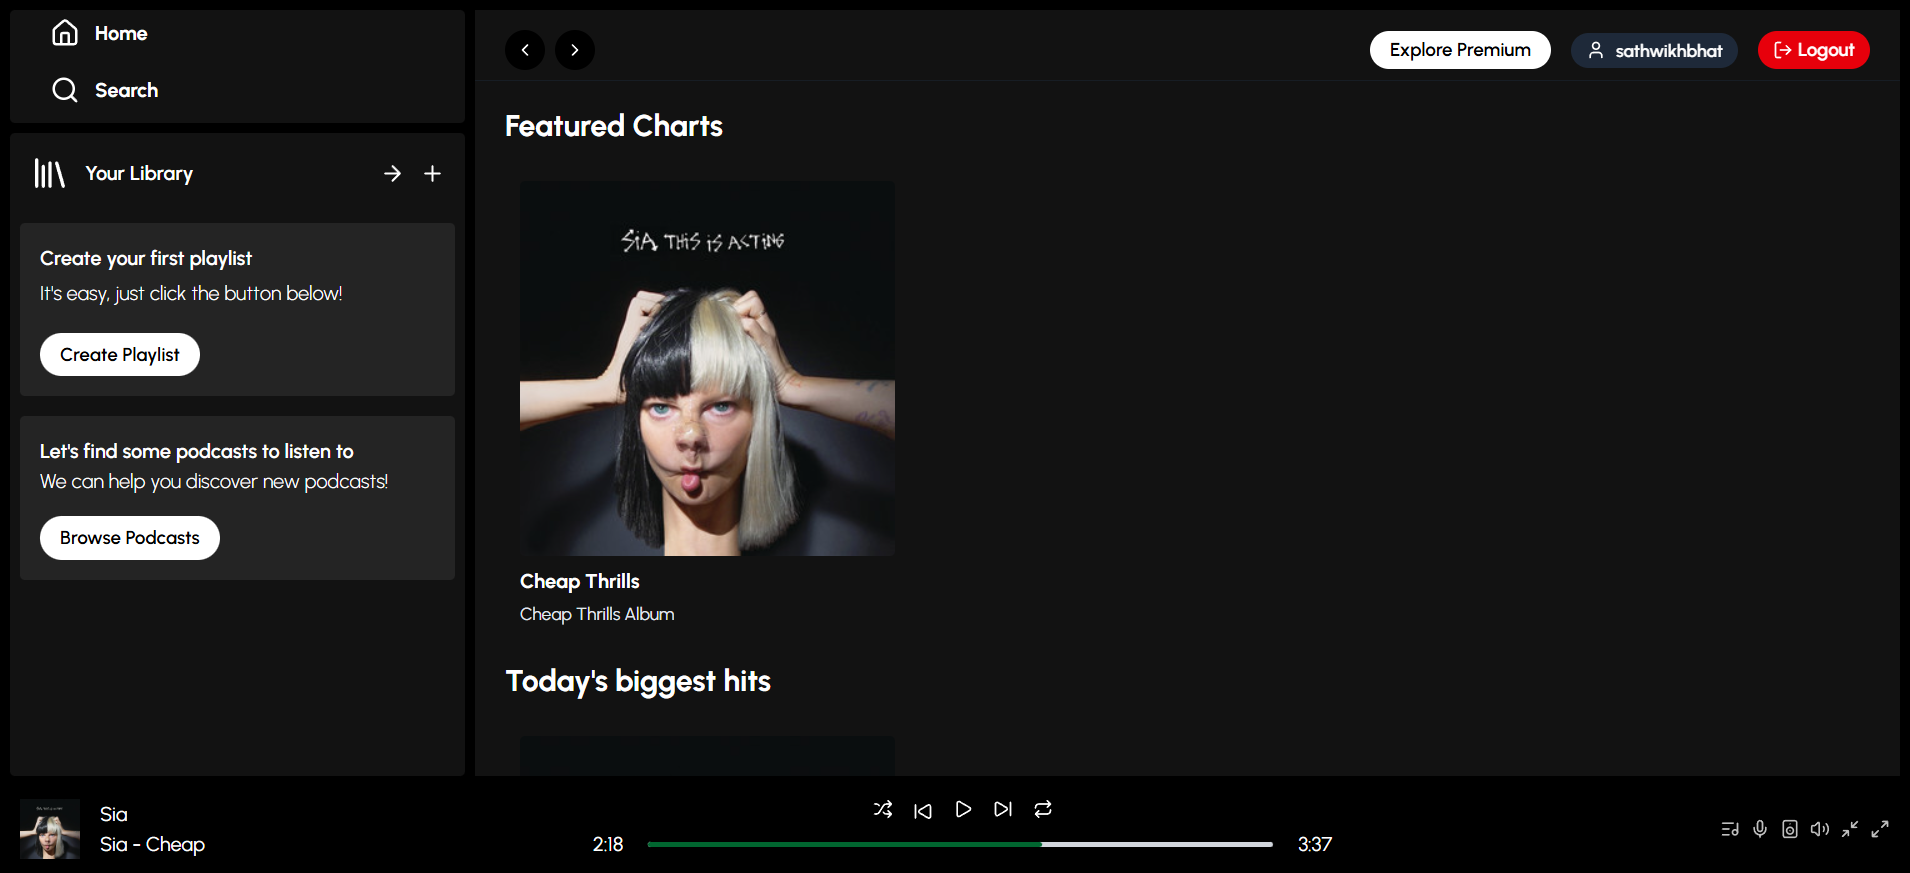 Home
Search
Your Library
Create your first playlist
It's easy, just click the button below!
Create Playlist
Let's find some podcasts to listen to
We can help you discover new podcasts!
Browse Podcasts
Explore Premium
sathwikhbhat
Logout
Featured Charts
SiA THiS iS ACTiNG
Cheap Thrills
Cheap Thrills Album
Today's biggest hits
Sia
Sia - Cheap
2:18
3:37